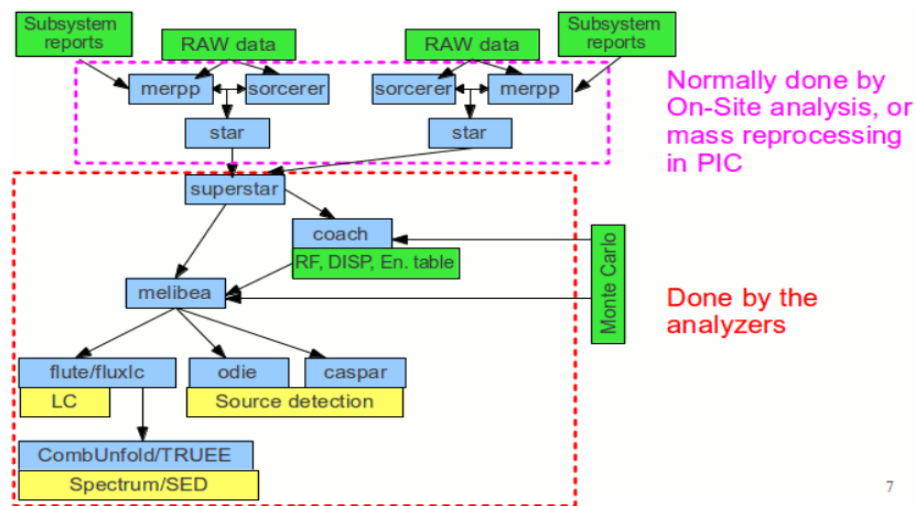 Subsystem
reports
RAW data
RAW data
Subsystem
reports
merpp
sorcerer
sorcerer
merpp
star
star
Normally done by
On-Site analysis, or
mass reprocessing
in PIC
superstar
coach
RF, DISP, En. table
Monte Carlo
melibea
Done by the
analyzers
flute/fluxlc
odie
caspar
LC
Source detection
CombUnfold/TRUEE
Spectrum/SED
7